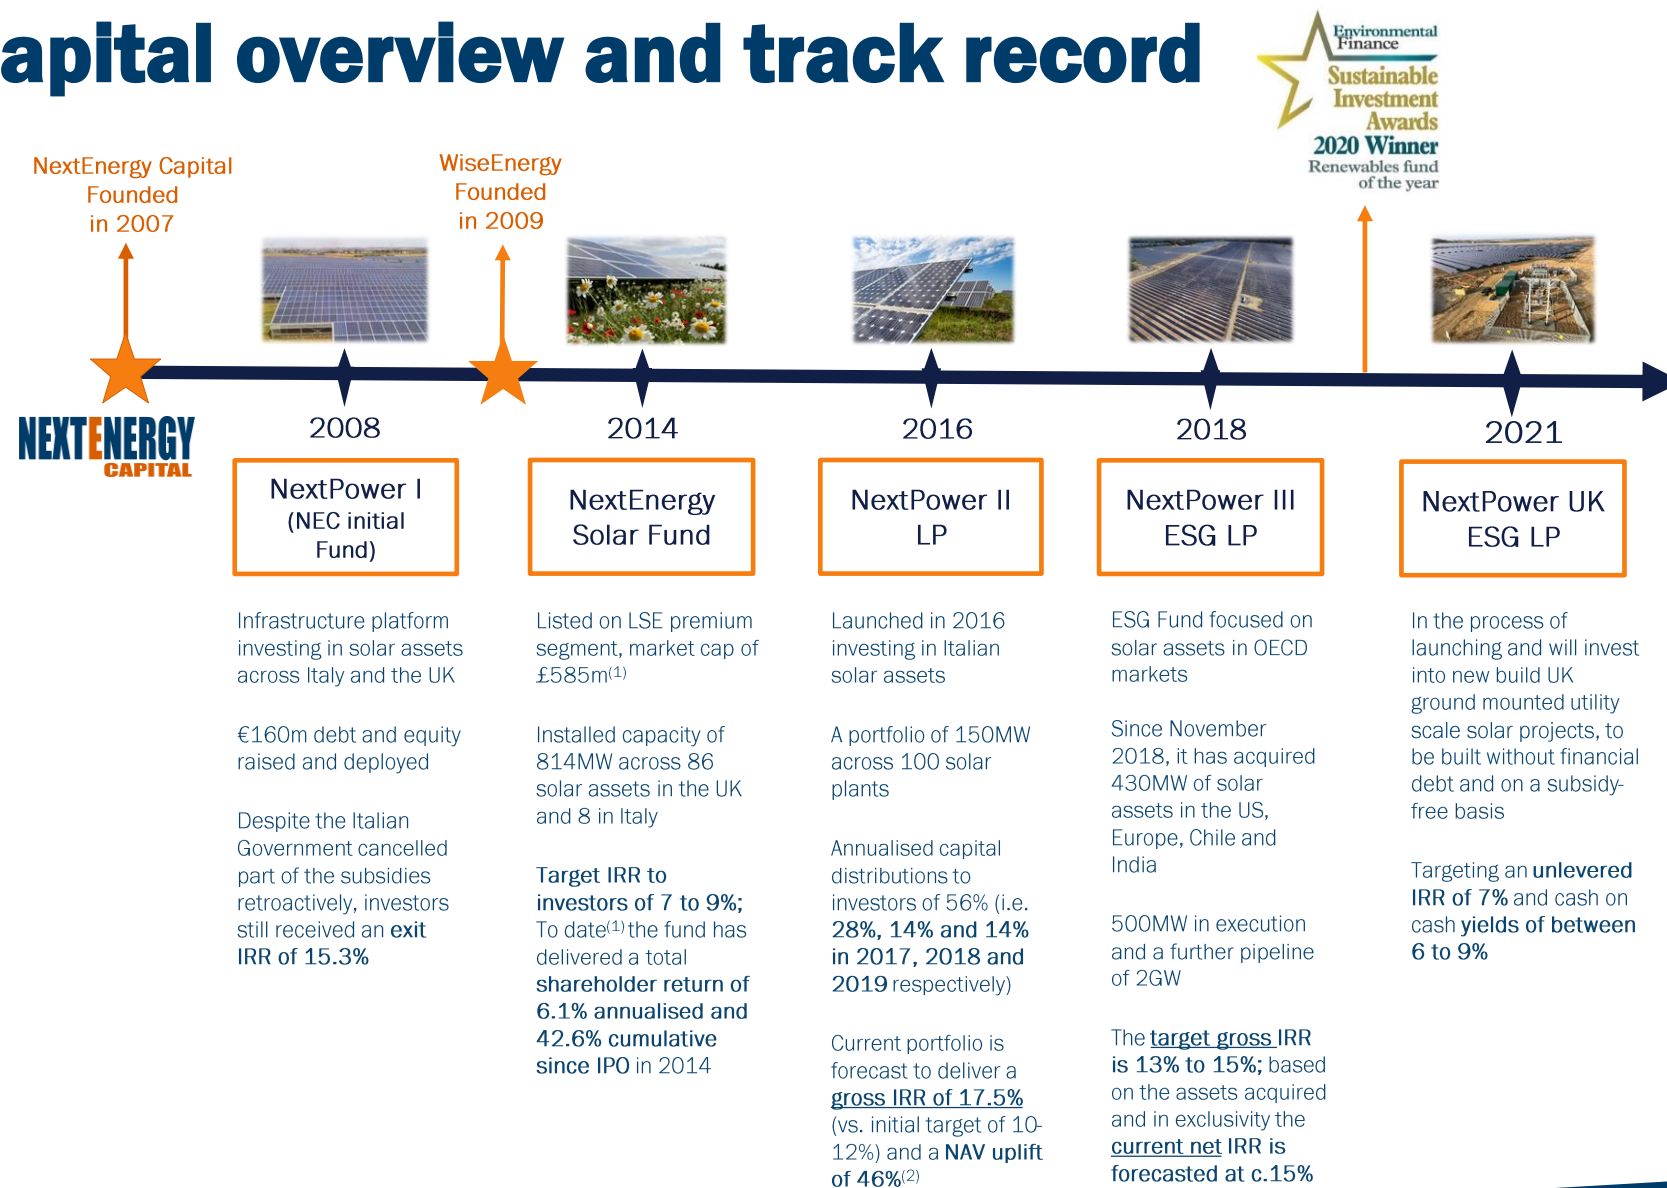 apital overview and track record
Environmental
Finance
Sustainable
Investment
Awards
2020 Winner
Renewables fund
of the year
NextEnergy Capital
Founded
in 2007
WiseEnergy
Founded
in 2009
NEXTENERGY
CAPITAL
2008
NextPower I
(NEC initial
Fund)
Infrastructure platform
investing in solar assets
across Italy and the UK
€160m debt and equity
raised and deployed
Despite the Italian
Government cancelled
part of the subsidies
retroactively, investors
still received an exit
IRR of 15.3%
2014
NextEnergy
Solar Fund
Listed on LSE premium
segment, market cap of
£585m(1)
Installed capacity of
814MW across 86
solar assets in the UK
and 8 in Italy
Target IRR to
investors of 7 to 9%;
To date(1) the fund has
delivered a total
shareholder return of
6.1% annualised and
42.6% cumulative
since IPO in 2014
2016
NextPower II
LP
Launched in 2016
investing in Italian
solar assets
A portfolio of 150MW
across 100 solar
plants
Annualised capital
distributions to
investors of 56% (i.e.
28%, 14% and 14%
in 2017, 2018 and
2019 respectively)
Current portfolio is
forecast to deliver a
gross IRR of 17.5%
(vs. initial target of 10-
12%) and a NAV uplift
of 46%(2)
2018
NextPower III
ESG LP
ESG Fund focused on
solar assets in OECD
markets
Since November
2018, it has acquired
430MW of solar
assets in the US,
Europe, Chile and
India
500MW in execution
and a further pipeline
of 2GW
The target gross IRR
is 13% to 15%; based
on the assets acquired
and in exclusivity the
current net IRR is
forecasted at c.15%
2021
NextPower UK
ESG LP
In the process of
launching and will invest
into new build UK
ground mounted utility
scale solar projects, to
be built without financial
debt and on a subsidy-
free basis
Targeting an unlevered
IRR of 7% and cash on
cash yields of between
6 to 9%